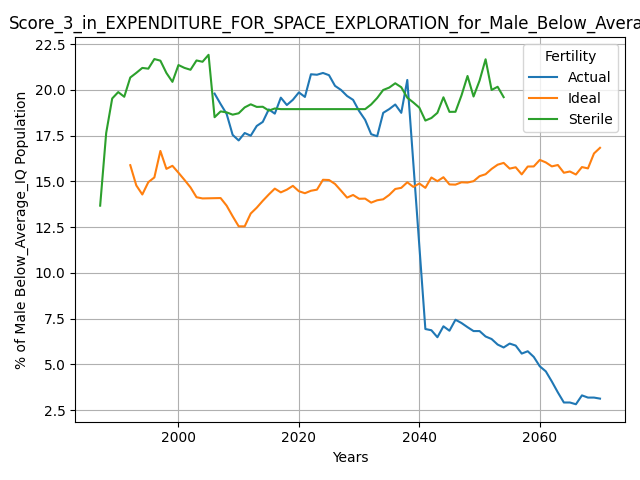 Score_3_in_EXPENDITURE_FOR_SPACE_EXPLORATION_for_Male_Below_Avera
22.5
20.0
17.5
15.0
12.5
10.0
7.5
5.0
2.5
% of Male Below_Average_IQ Population
Fertility
Actual
Ideal
Sterile
2000
2020
2040
2060
Years